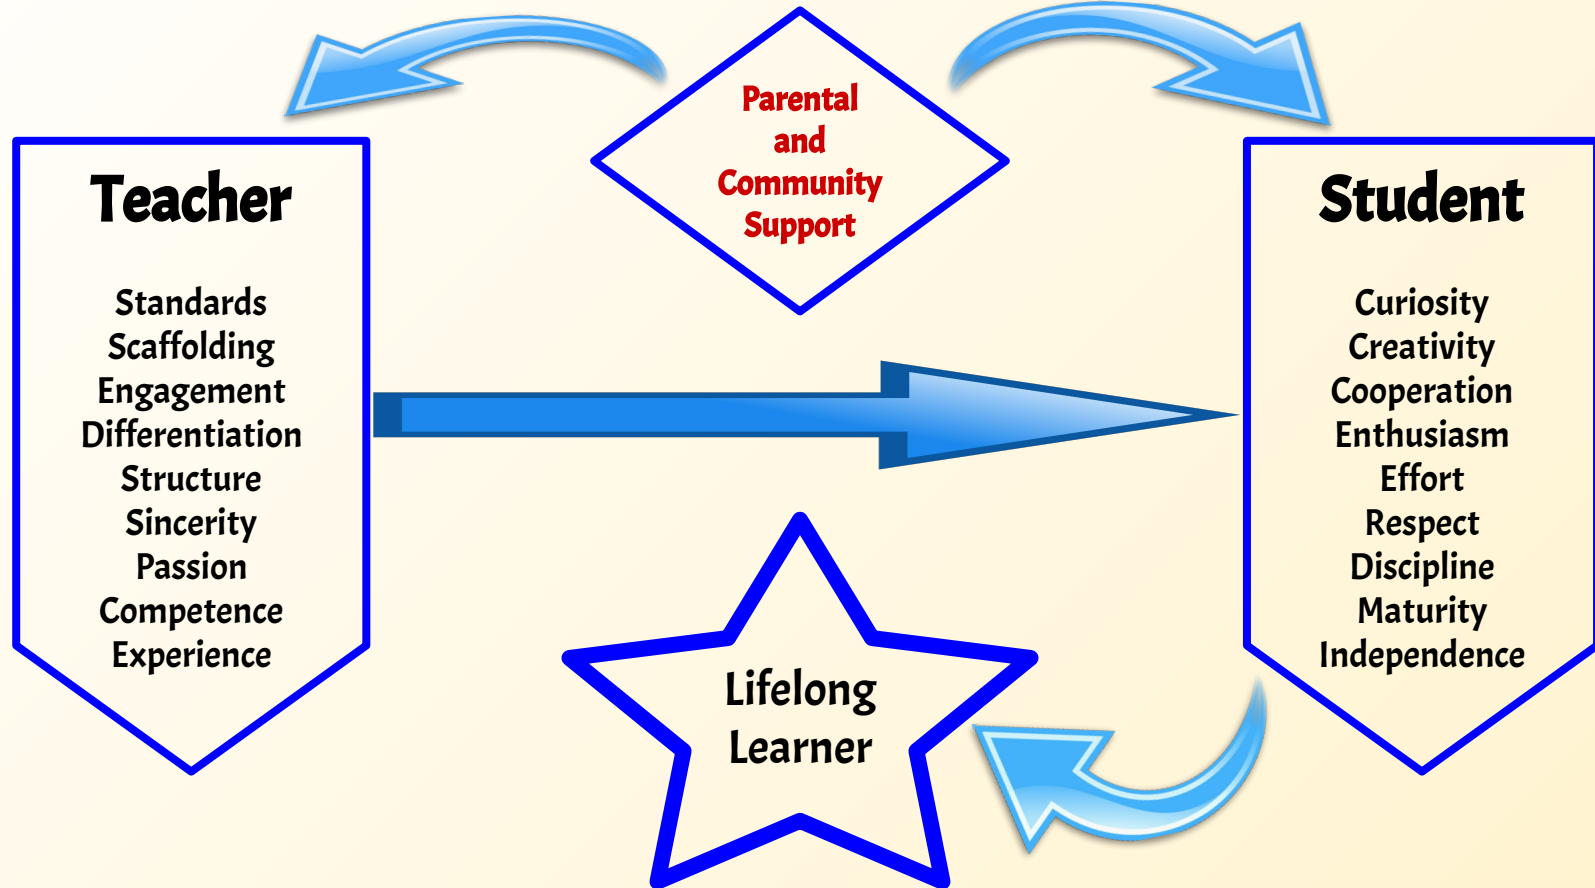 Parental
and
Community
Support
Teacher
Standards
Scaffolding
Engagement
Differentiation
Structure
Sincerity
Passion
Competence
Experience
Student
Curiosity
Creativity
Cooperation
Enthusiasm
Effort
Respect
Discipline
Maturity
Independence
Lifelong
Learner